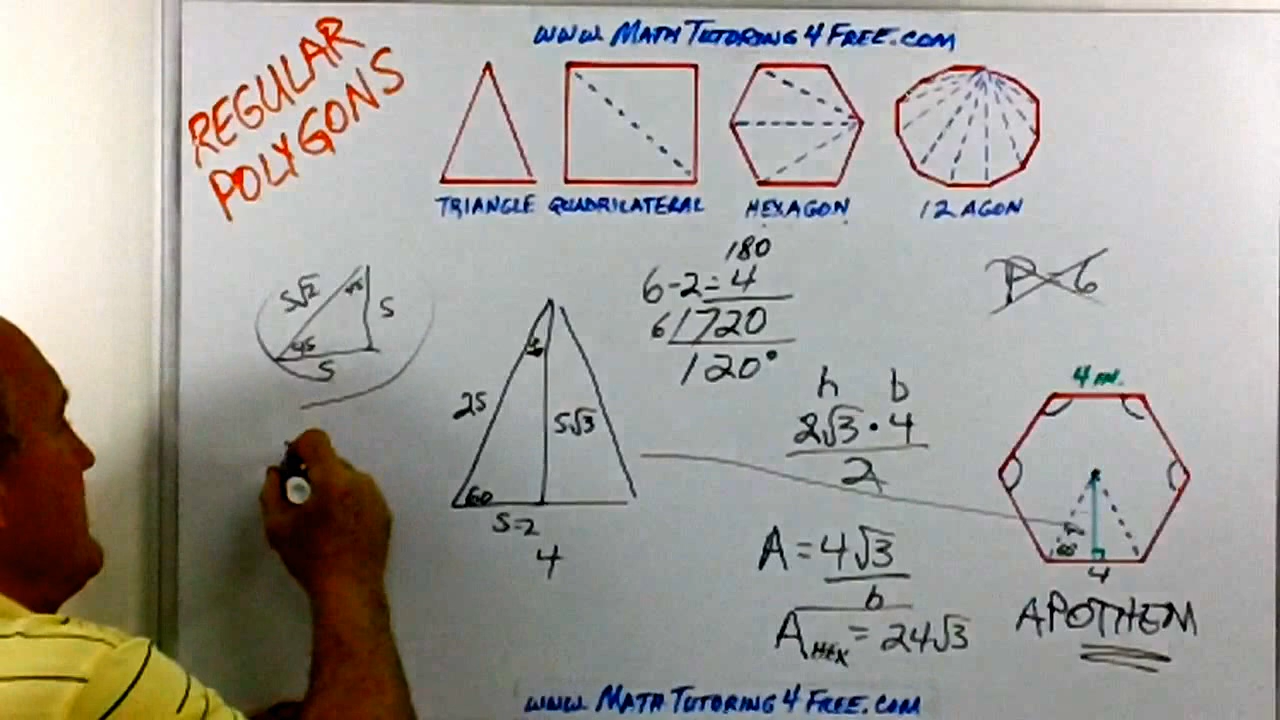 www.MathTutoring4Free.com
REGULAR
POLYGONS
TRIANGLE QUADRILATERAL HEXAGON 12 AGON
180
6-2=4
6 720
120°
P=6
S√2
45
45
S
S
2S
S√3
60
S=2
4
h b
2√3·4
2
A=4√3
6
A HEX = 24√3
4 in.
60
4
APOTHEM
www.MathTutoring4Free.com